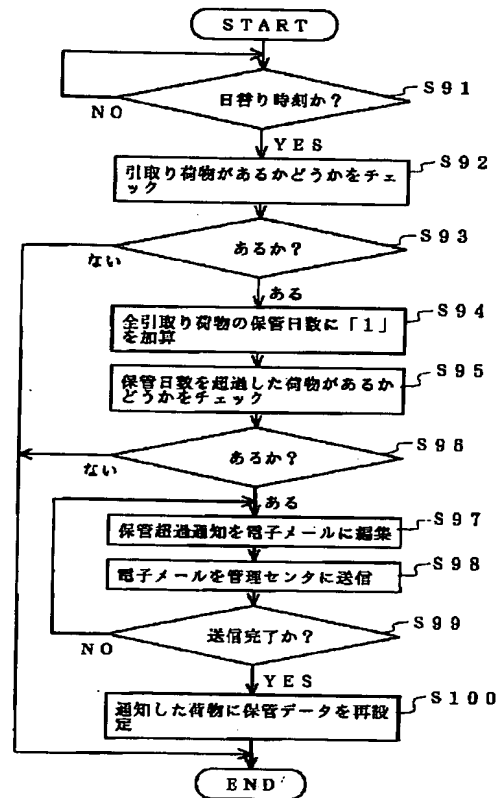 START
日替り時刻か?
S91
NO
YES
引取り荷物があるかどうかをチェ
ック
S92
あるか?
S93
ない
ある
全引取り荷物の保管日数に「1」
を加算
S94
保管日数を超過した荷物があるか
どうかをチェック
S95
あるか?
S96
ない
ある
保管超過通知を電子メールに編集
S97
電子メールを管理センタに送信
S98
送信完了か?
S99
NO
YES
通知した荷物に保管データを再設
定
S100
END